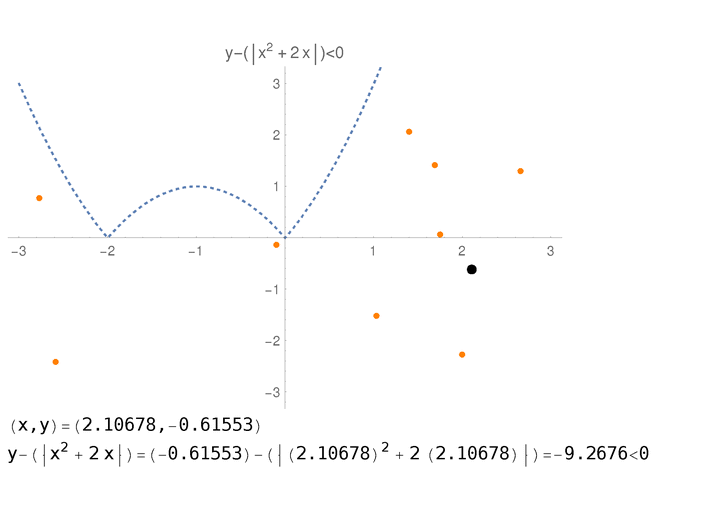 y−(|x² + 2 x|)<0
3
2
1
−3 −2 −1 1 2 3
−1
−2
−3
(x,y)=(2.10678,−0.61553)
y−(|x² + 2 x|)=(−0.61553)−(|(2.10678)² + 2 (2.10678)|)=−9.2676<0